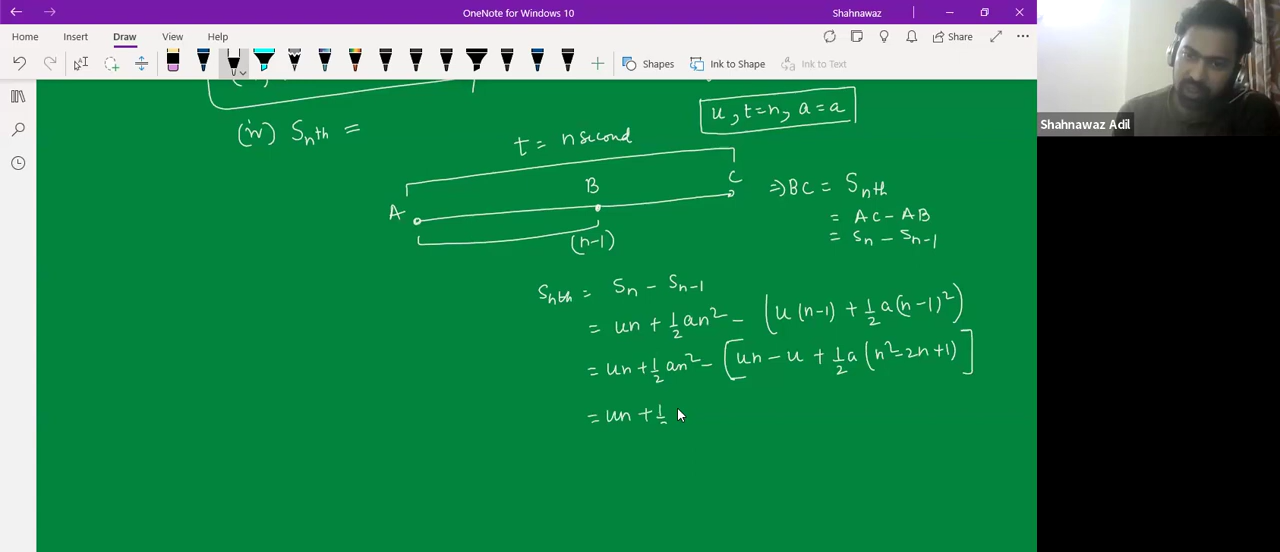 OneNote for Windows 10
Shahnawaz
Home Insert Draw View Help
Share
Shapes Ink to Shape Ink to Text
u, t=n, a=a
(iv) Snth =
t = n second
A B C
(n-1)
⇒ BC = Snth
= AC - AB
= Sn - Sn-1
Snth = Sn - Sn-1
= un + 1/2 an² - (u(n-1) + 1/2 a(n-1)²)
= un + 1/2 an² - [un - u + 1/2 a(n²-2n+1)]
= un + 1/2
Shahnawaz Adil